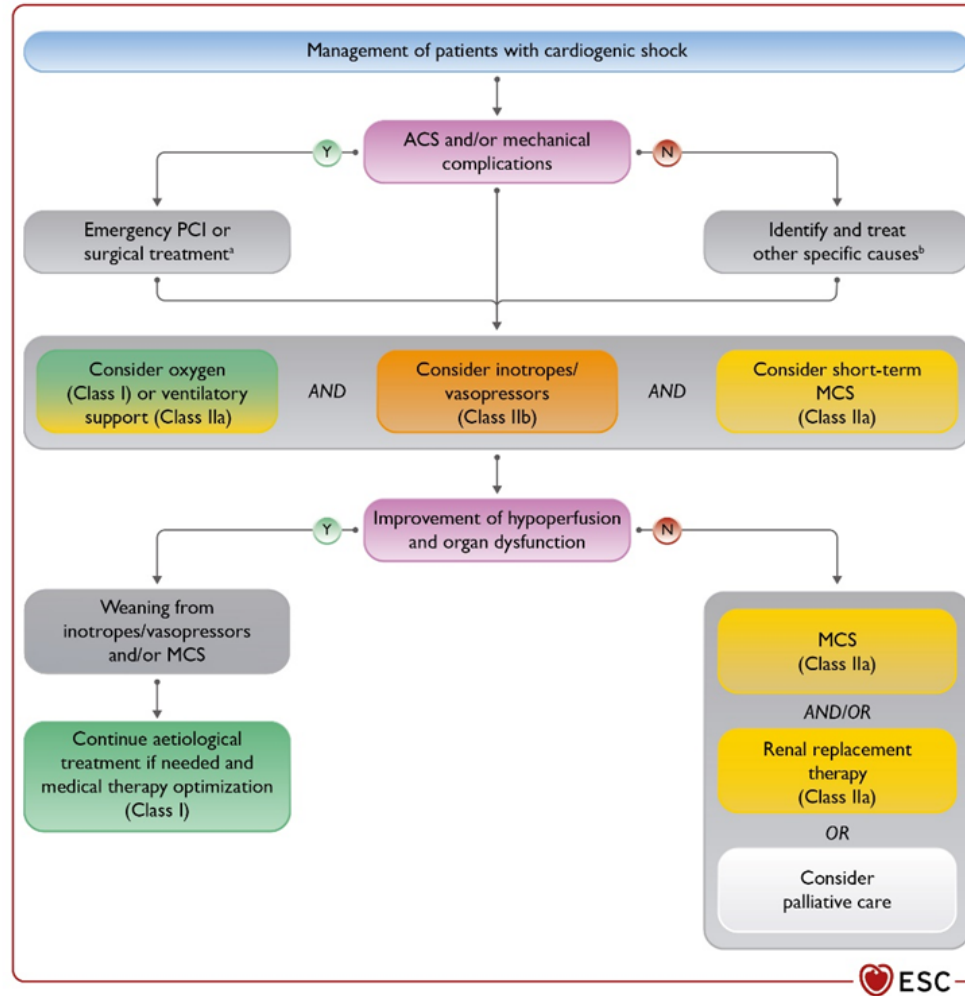 Management of patients with cardiogenic shock
ACS and/or mechanical
complications
Y
N
Emergency PCI or
surgical treatmentᵃ
Identify and treat
other specific causesᵇ
Consider oxygen
(Class I) or ventilatory
support (Class IIa)
AND
Consider inotropes/
vasopressors
(Class IIb)
AND
Consider short-term
MCS
(Class IIa)
Improvement of hypoperfusion
and organ dysfunction
Y
N
Weaning from
inotropes/vasopressors
and/or MCS
Continue aetiological
treatment if needed and
medical therapy optimization
(Class I)
MCS
(Class IIa)
AND/OR
Renal replacement
therapy
(Class IIa)
OR
Consider
palliative care
ESC